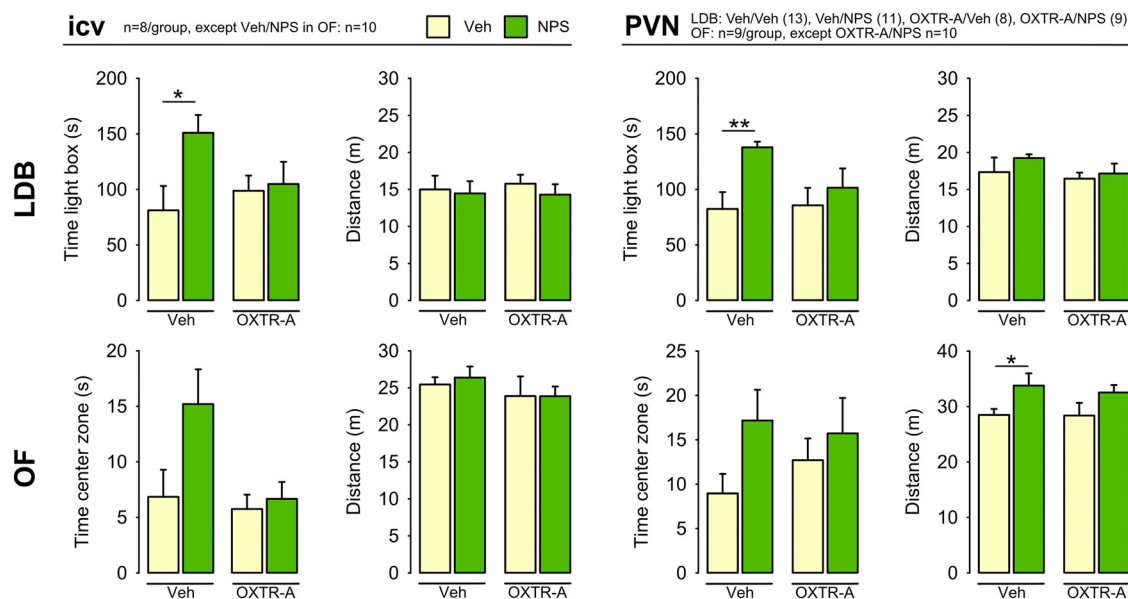 icv n=8/group, except Veh/NPS in OF: n=10 Veh NPS
PVN LDB: Veh/Veh (13), Veh/NPS (11), OXTR-A/Veh (8), OXTR-A/NPS (9)
OF: n=9/group, except OXTR-A/NPS n=10
LDB
Time light box (s)
200
150
100
50
0
*
Veh OXTR-A
Distance (m)
30
25
20
15
10
5
0
Veh OXTR-A
Time light box (s)
200
150
100
50
0
**
Veh OXTR-A
Distance (m)
30
25
20
15
10
5
0
Veh OXTR-A
OF
Time center zone (s)
20
15
10
5
0
Veh OXTR-A
Distance (m)
30
25
20
15
10
5
0
Veh OXTR-A
Time center zone (s)
25
20
15
10
5
0
Veh OXTR-A
Distance (m)
40
30
20
10
0
*
Veh OXTR-A